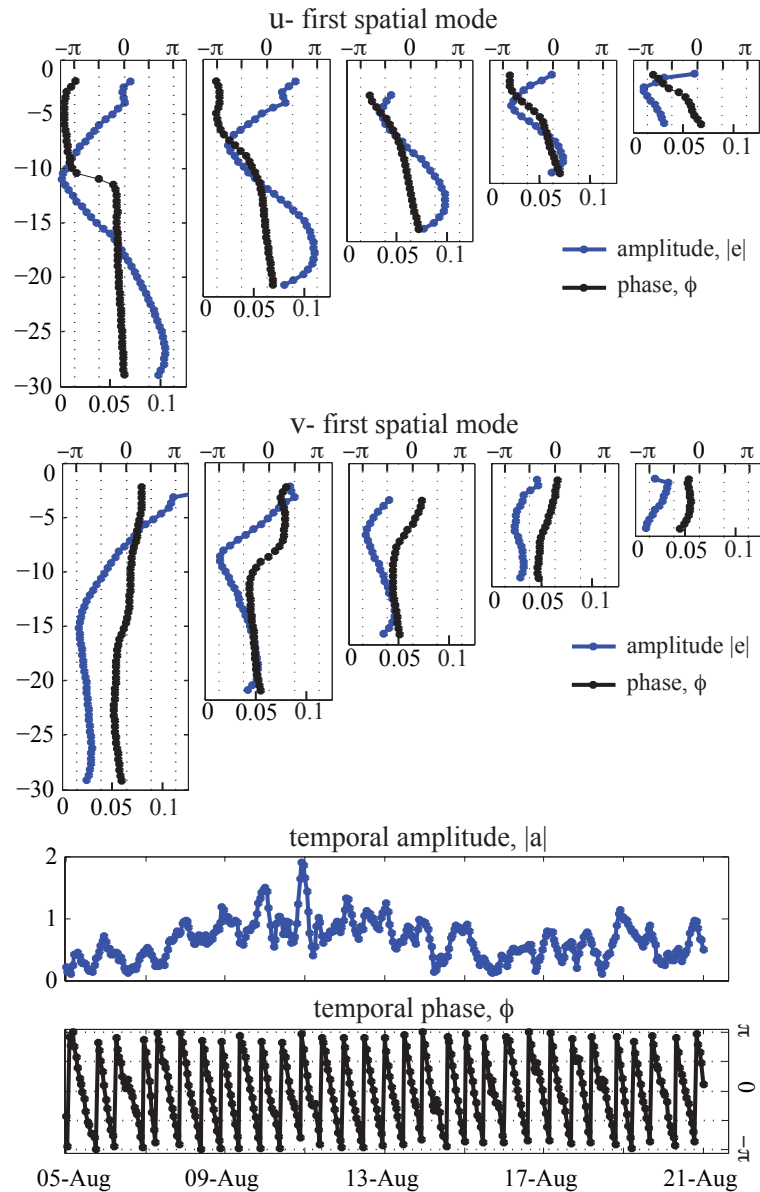 u- first spatial mode
−π 0 π −π 0 π −π 0 π −π 0 π −π 0 π
0
−5
−10
−15
−20
−25
−30
0 0.05 0.1
0 0.05 0.1
0 0.05 0.1
0 0.05 0.1
0 0.05 0.1
amplitude, |e|
phase, ϕ
v- first spatial mode
−π 0 π −π 0 π −π 0 π −π 0 π −π 0 π
0
−5
−10
−15
−20
−25
−30
0 0.05 0.1
0 0.05 0.1
0 0.05 0.1
0 0.05 0.1
0 0.05 0.1
amplitude |e|
phase, ϕ
temporal amplitude, |a|
2
1
0
temporal phase, ϕ
π
0
−π
05-Aug 09-Aug 13-Aug 17-Aug 21-Aug